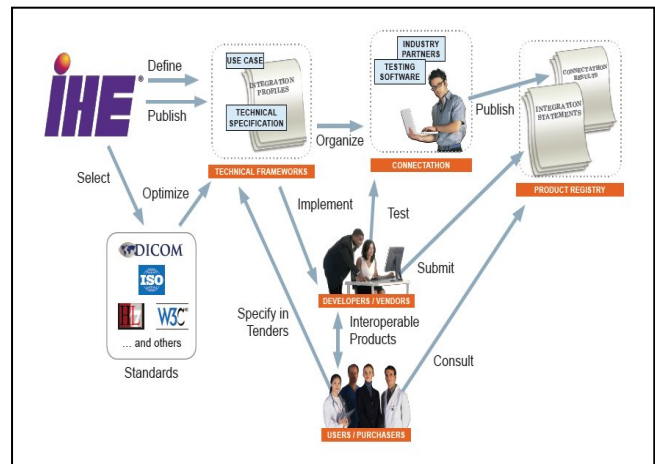 IHE®
Define
Publish
USE CASE
INTEGRATION
PROFILES
TECHNICAL
SPECIFICATION
TECHNICAL FRAMEWORKS
Organize
INDUSTRY
PARTNERS
TESTING
SOFTWARE
CONNECTATHON
Publish
CONNECTATHON
RESULTS
INTEGRATION
STATEMENTS
PRODUCT REGISTRY
Select
Optimize
Implement
Test
Submit
DICOM
ISO
HL7
W3C®
... and others
Standards
DEVELOPERS / VENDORS
Specify in
Tenders
Interoperable
Products
Consult
USERS / PURCHASERS